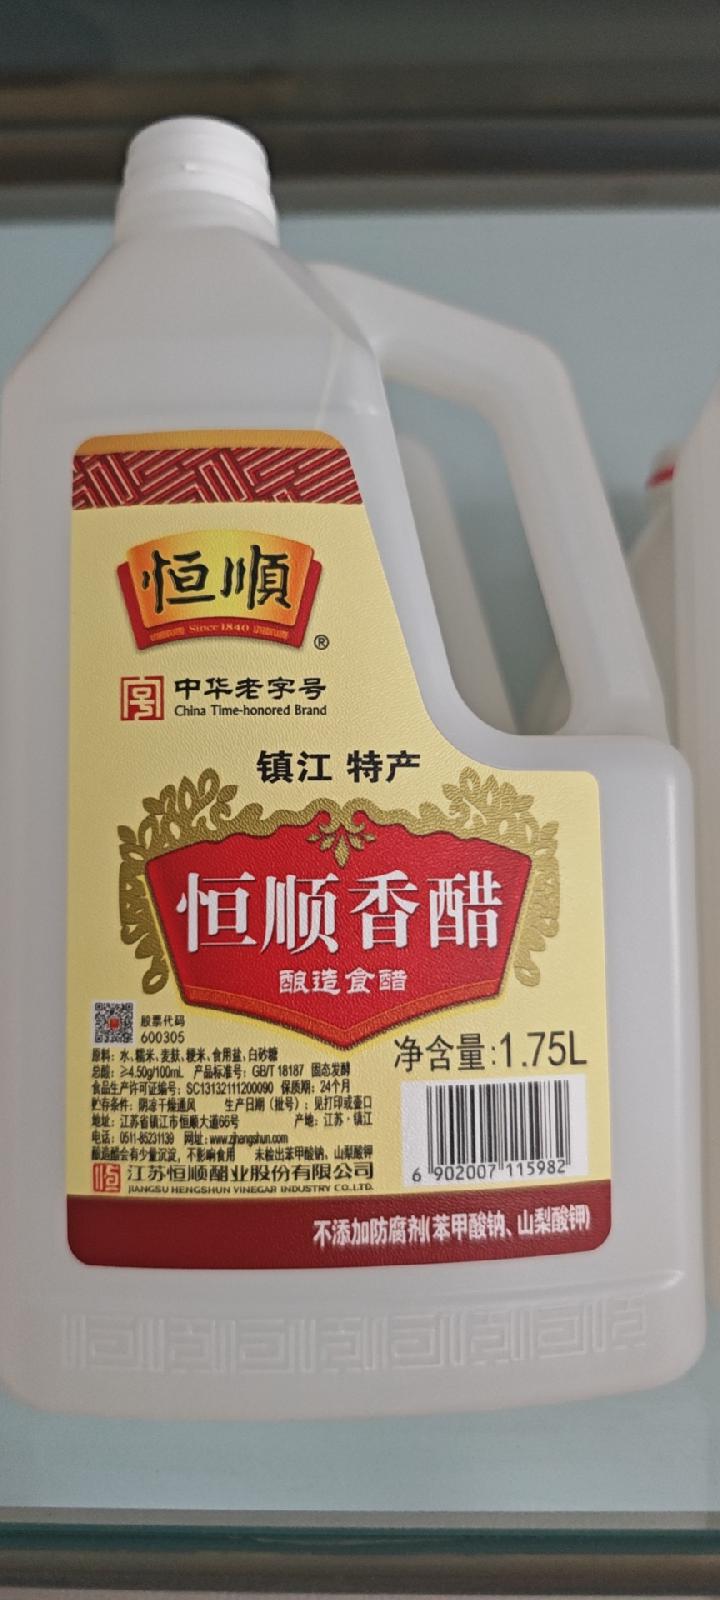 恒順
Since 1840
®
中华老字号
China Time-honored Brand
镇江 特产
恒顺香醋
酿造食醋
股票代码
600305
净含量:1.75L
原料: 水、糯米、麦麸、粳米、食用盐、白砂糖
总酸: ≥4.50g/100mL 产品标准号: GB/T 18187 固态发酵
食品生产许可证编号: SC13132111200090 保质期: 24个月
贮存条件: 阴凉干燥通风 生产日期(批号): 见打印或壶口
地址: 江苏省镇江市恒顺大道66号 产地: 江苏·镇江
电话: 0511-85231139 网址: www.zjhengshun.com
酿造醋会有少量沉淀, 不影响食用 未检出苯甲酸钠、山梨酸钾
江苏恒顺醋业股份有限公司
JIANGSU HENGSHUN VINEGAR INDUSTRY CO.,LTD.
6 902007 115982
不添加防腐剂(苯甲酸钠、山梨酸钾)